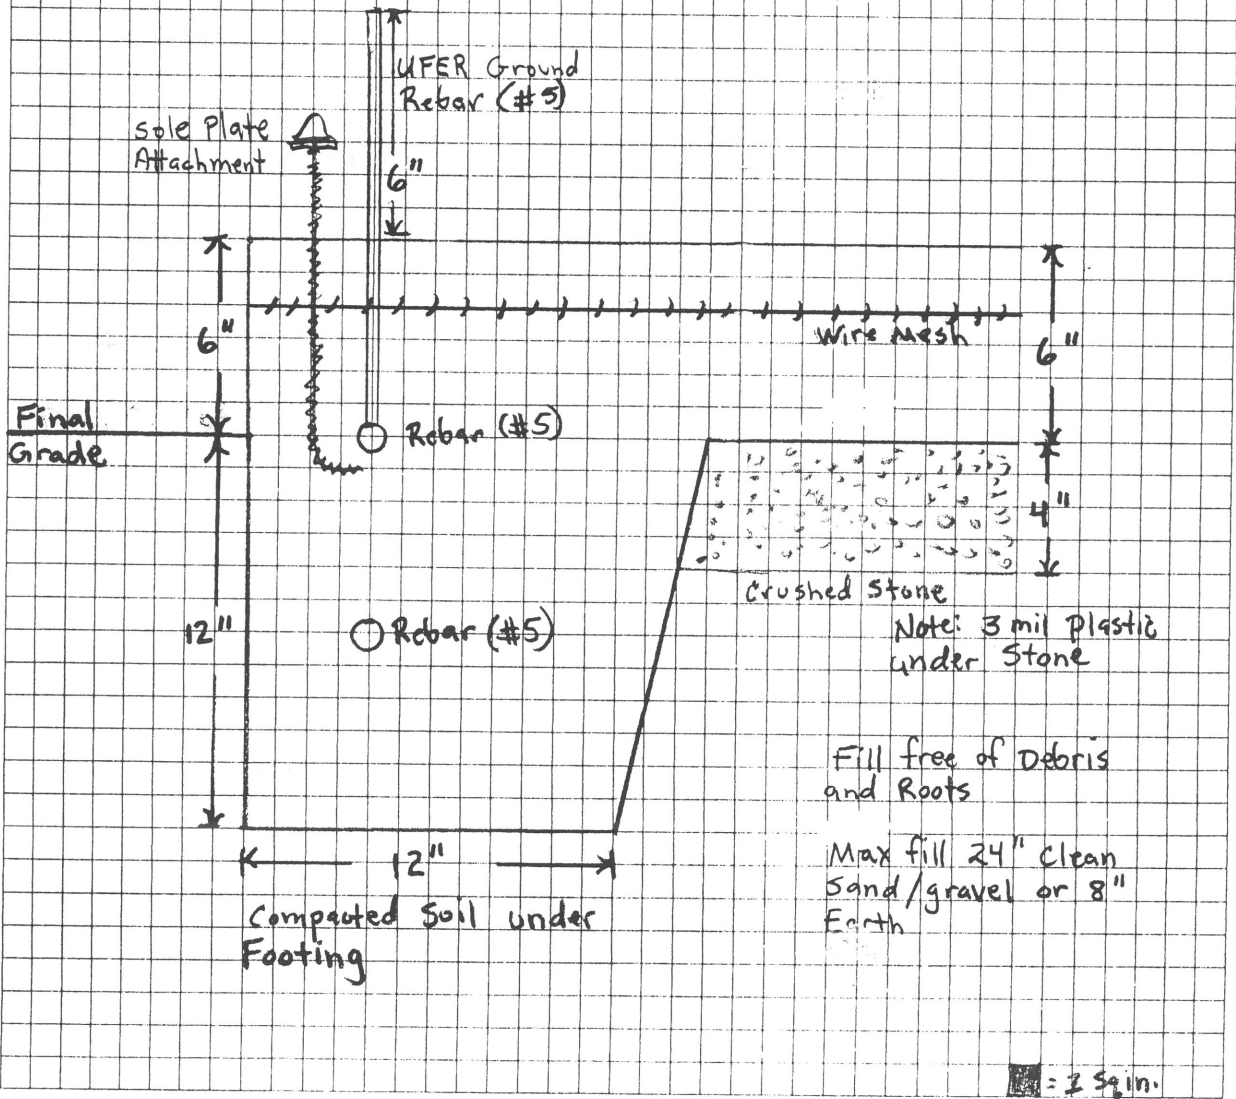 UFER Ground
Rebar (#5)
Sole Plate
Attachment
6"
6"
Wire Mesh
6"
Final
Grade
Rebar (#5)
4"
Crushed Stone
Note: 3 mil Plastic
under Stone
12"
Rebar (#5)
Fill free of Debris
and Roots
12"
Max fill 24" Clean
Sand/gravel or 8"
Earth
Compacted Soil under
Footing
= 1 Sq in.